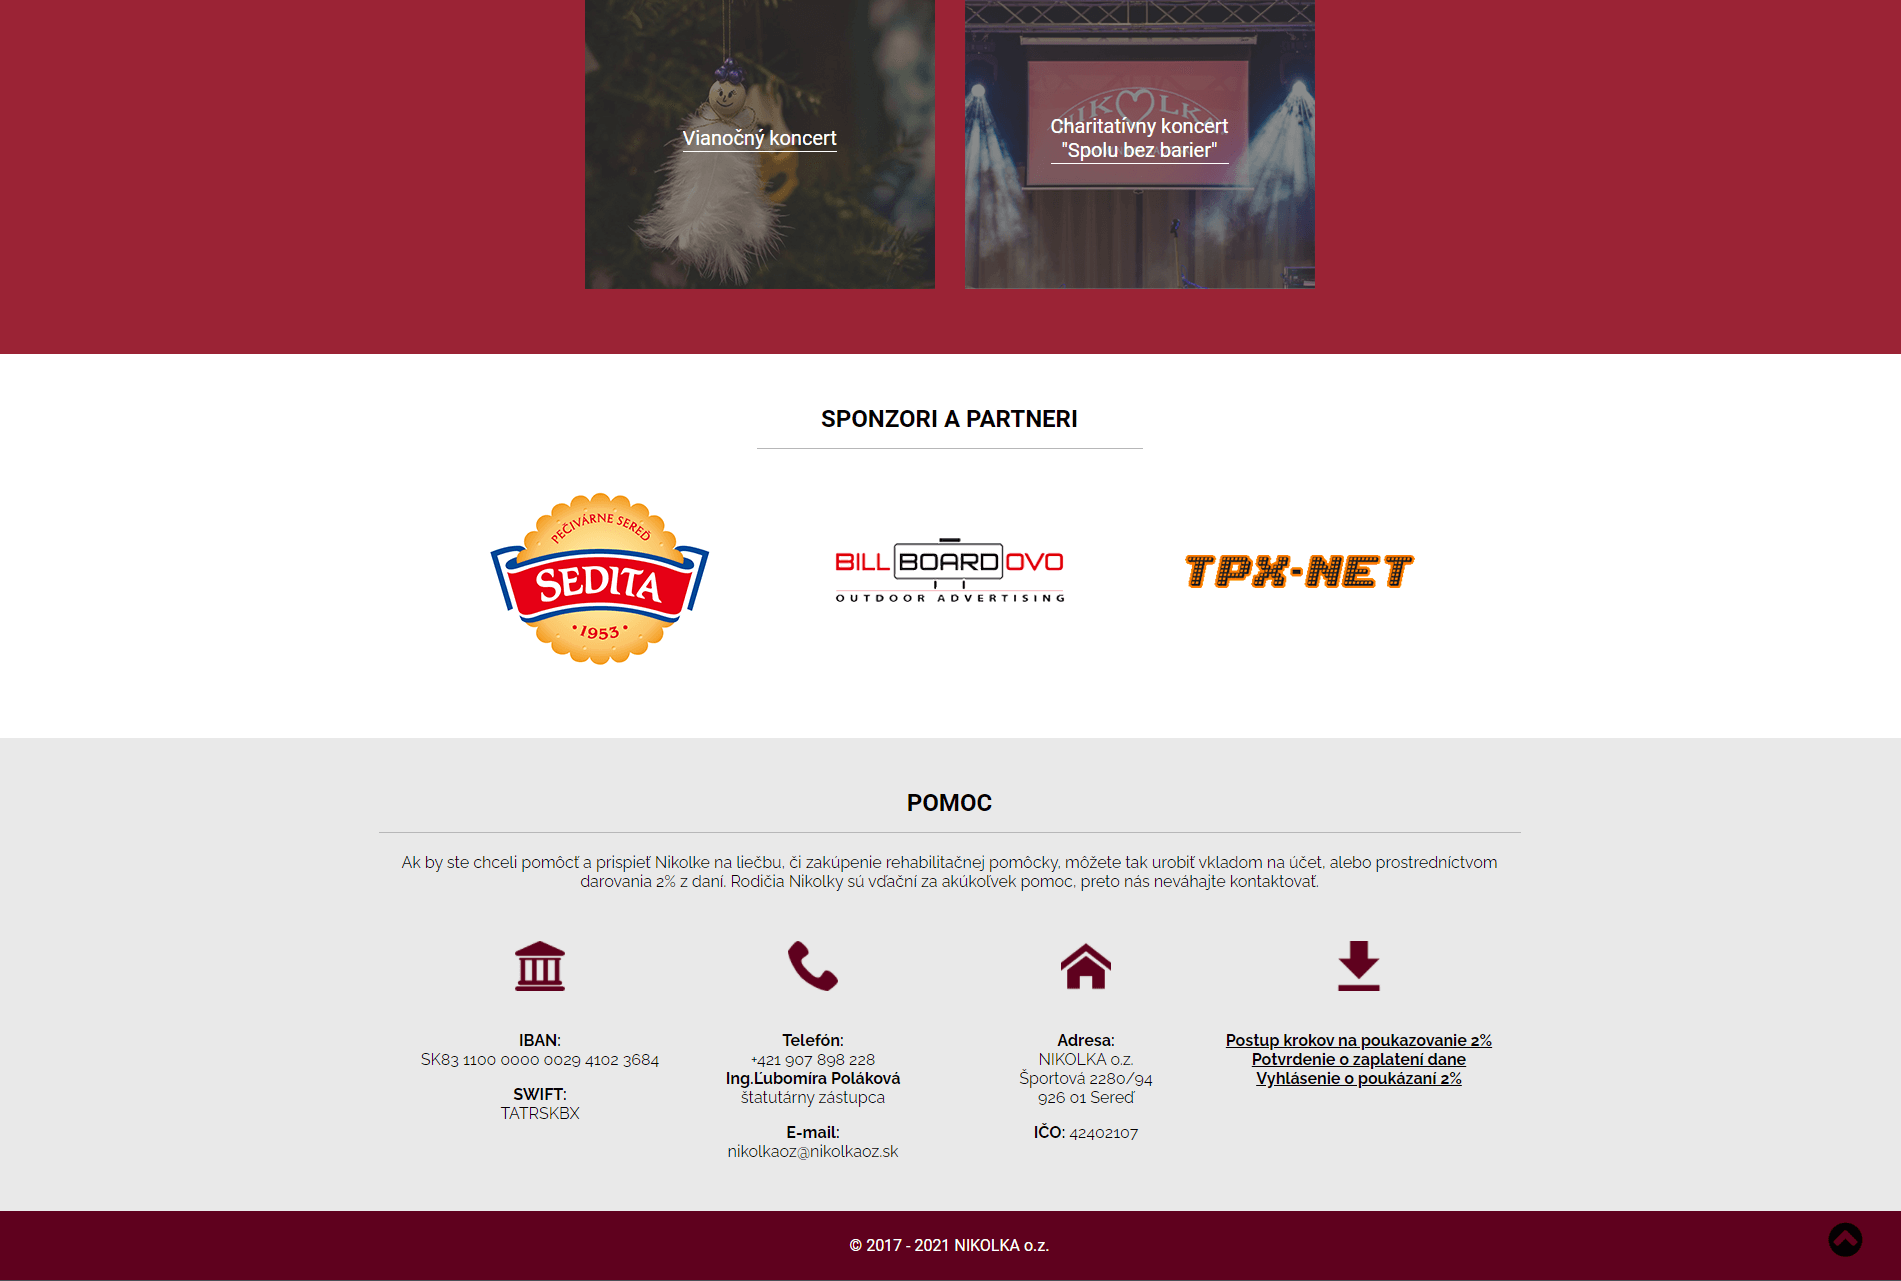 Vianočný koncert
Charitatívny koncert
"Spolu bez barier"
SPONZORI A PARTNERI
PEČIVÁRNE SEREĎ
SEDITA
• 1953 •
BILLBOARDOVO
OUTDOOR ADVERTISING
TPX-NET
POMOC
Ak by ste chceli pomôcť a prispieť Nikolke na liečbu, či zakúpenie rehabilitačnej pomôcky, môžete tak urobiť vkladom na účet, alebo prostredníctvom
darovania 2% z daní. Rodičia Nikolky sú vďační za akúkoľvek pomoc, preto nás neváhajte kontaktovať.
IBAN:
SK83 1100 0000 0029 4102 3684
SWIFT:
TATRSKBX
Telefón:
+421 907 898 228
Ing.Ľubomíra Poláková
štatutárny zástupca
E-mail:
nikolkaoz@nikolkaoz.sk
Adresa:
NIKOLKA o.z.
Športová 2280/94
926 01 Sereď
IČO: 42402107
Postup krokov na poukazovanie 2%
Potvrdenie o zaplatení dane
Vyhlásenie o poukázaní 2%
© 2017 - 2021 NIKOLKA o.z.